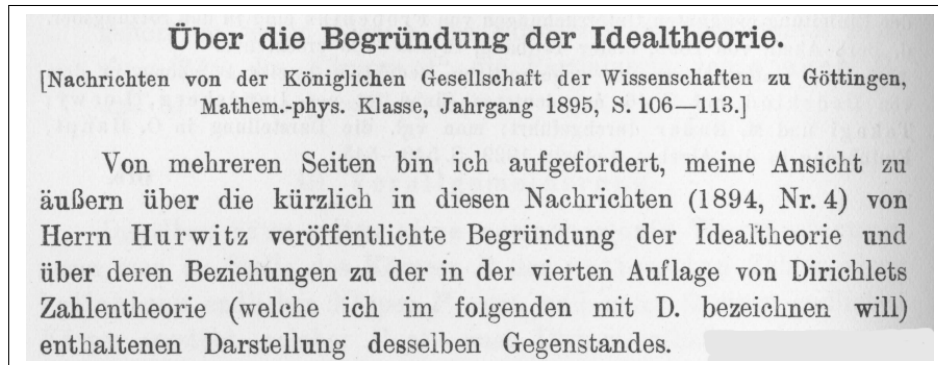 Über die Begründung der Idealtheorie.
[Nachrichten von der Königlichen Gesellschaft der Wissenschaften zu Göttingen,
Mathem.-phys. Klasse, Jahrgang 1895, S. 106—113.]
Von mehreren Seiten bin ich aufgefordert, meine Ansicht zu
äußern über die kürzlich in diesen Nachrichten (1894, Nr. 4) von
Herrn Hurwitz veröffentlichte Begründung der Idealtheorie und
über deren Beziehungen zu der in der vierten Auflage von Dirichlets
Zahlentheorie (welche ich im folgenden mit D. bezeichnen will)
enthaltenen Darstellung desselben Gegenstandes.